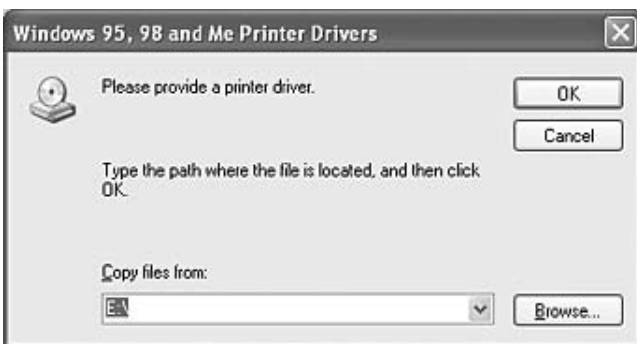 Windows 95, 98 and Me Printer Drivers
Please provide a printer driver.
OK
Cancel
Type the path where the file is located, and then click
OK.
Copy files from:
E:\
Browse...